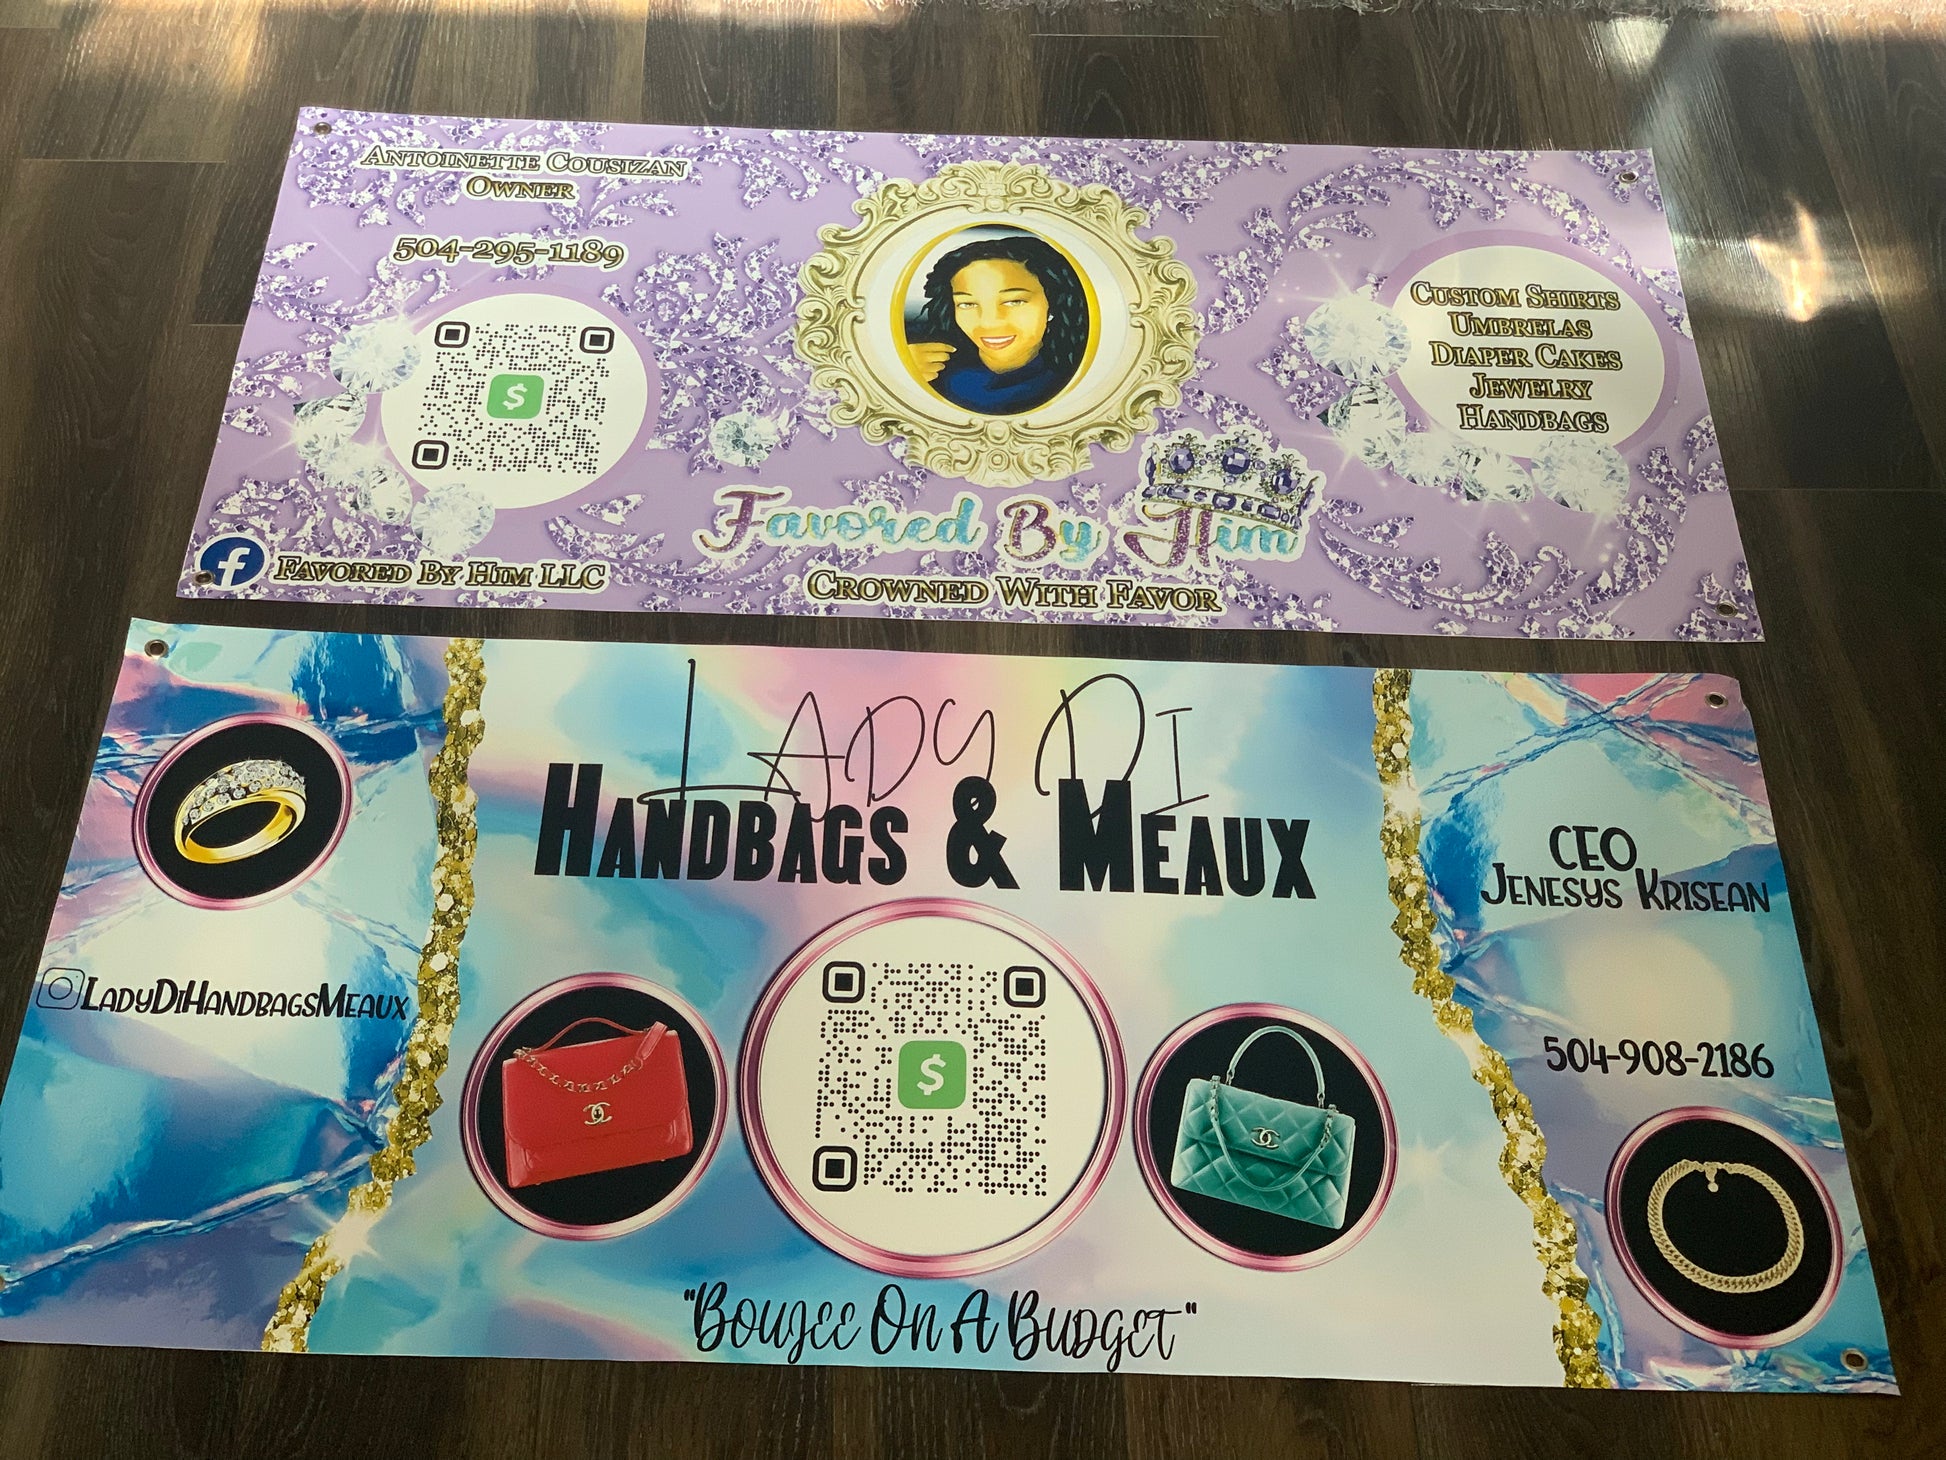 Antoinette Cousizan
Owner
504-295-1189
Custom Shirts
Umbrelas
Diaper Cakes
Jewelry
Handbags
$
Favored By Him
f Favored By Him LLC
Crowned With Favor
Lady Di
Handbags & Meaux
CEO
Jenesys Krisean
LadyDiHandbagsMeaux
504-908-2186
$
"Boujee On A Budget"